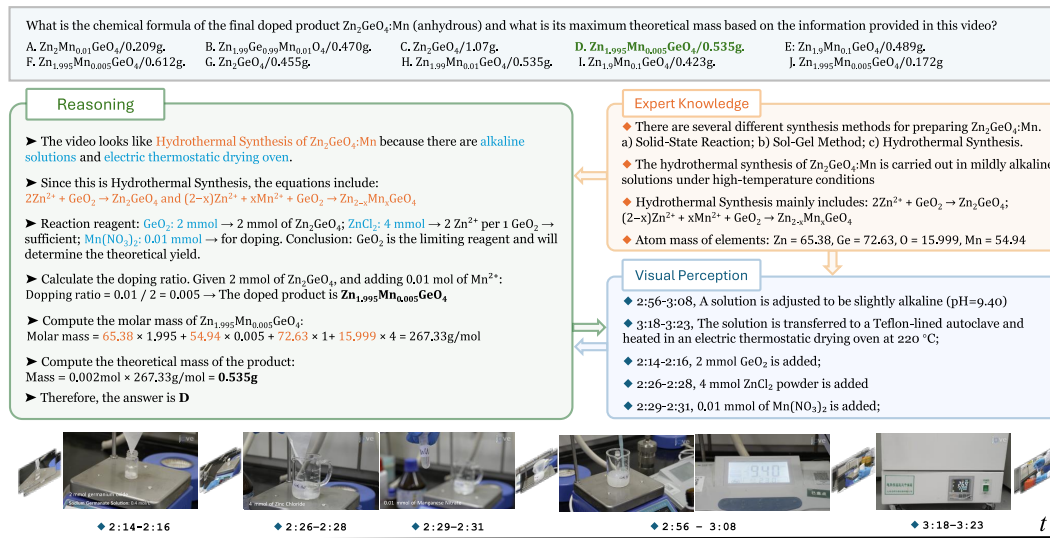 What is the chemical formula of the final doped product Zn₂GeO₄:Mn (anhydrous) and what is its maximum theoretical mass based on the information provided in this video?
A. Zn₂Mn₀.₀₁GeO₄/0.209g. B. Zn₁.₉₉Ge₀.₉₉Mn₀.₀₁O₄/0.470g. C. Zn₂GeO₄/1.07g. D. Zn₁.₉₉₅Mn₀.₀₀₅GeO₄/0.535g. E: Zn₁.₉Mn₀.₁GeO₄/0.489g.
F. Zn₁.₉₉₅Mn₀.₀₀₅GeO₄/0.612g. G: Zn₂GeO₄/0.455g. H: Zn₁.₉₉Mn₀.₀₁GeO₄/0.535g. I: Zn₁.₉Mn₀.₁GeO₄/0.423g. J: Zn₁.₉₉₅Mn₀.₀₀₅GeO₄/0.172g
Reasoning
➤ The video looks like Hydrothermal Synthesis of Zn₂GeO₄:Mn because there are alkaline
solutions and electric thermostatic drying oven.
➤ Since this is Hydrothermal Synthesis, the equations include:
2Zn²⁺ + GeO₂ → Zn₂GeO₄ and (2−x)Zn²⁺ + xMn²⁺ + GeO₂ → Zn₂₋ₓMnₓGeO₄
➤ Reaction reagent: GeO₂: 2 mmol → 2 mmol of Zn₂GeO₄; ZnCl₂: 4 mmol → 2 Zn²⁺ per 1 GeO₂ →
sufficient; Mn(NO₃)₂: 0.01 mmol → for doping. Conclusion: GeO₂ is the limiting reagent and will
determine the theoretical yield.
➤ Calculate the doping ratio. Given 2 mmol of Zn₂GeO₄, and adding 0.01 mol of Mn²⁺:
Dopping ratio = 0.01 / 2 = 0.005 → The doped product is Zn₁.₉₉₅Mn₀.₀₀₅GeO₄
➤ Compute the molar mass of Zn₁.₉₉₅Mn₀.₀₀₅GeO₄:
Molar mass = 65.38 × 1.995 + 54.94 × 0.005 + 72.63 × 1+ 15.999 × 4 = 267.33g/mol
➤ Compute the theoretical mass of the product:
Mass = 0.002mol × 267.33g/mol = 0.535g
➤ Therefore, the answer is D
Expert Knowledge
◆ There are several different synthesis methods for preparing Zn₂GeO₄:Mn.
a) Solid-State Reaction; b) Sol-Gel Method; c) Hydrothermal Synthesis.
◆ The hydrothermal synthesis of Zn₂GeO₄:Mn is carried out in mildly alkaline
solutions under high-temperature conditions
◆ Hydrothermal Synthesis mainly includes: 2Zn²⁺ + GeO₂ → Zn₂GeO₄;
(2−x)Zn²⁺ + xMn²⁺ + GeO₂ → Zn₂₋ₓMnₓGeO₄
◆ Atom mass of elements: Zn = 65.38, Ge = 72.63, O = 15.999, Mn = 54.94
Visual Perception
◆ 2:56-3:08, A solution is adjusted to be slightly alkaline (pH=9.40)
◆ 3:18-3:23, The solution is transferred to a Teflon-lined autoclave and
heated in an electric thermostatic drying oven at 220 °C;
◆ 2:14-2:16, 2 mmol GeO₂ is added;
◆ 2:26-2:28, 4 mmol ZnCl₂ powder is added
◆ 2:29-2:31, 0.01 mmol of Mn(NO₃)₂ is added;
4 mmol of Zinc Chloride
0.01 mmol of Manganese Nitrate
9.40
◆ 2:14−2:16
◆ 2:26−2:28
◆ 2:29−2:31
◆ 2:56 − 3:08
◆ 3:18−3:23
t